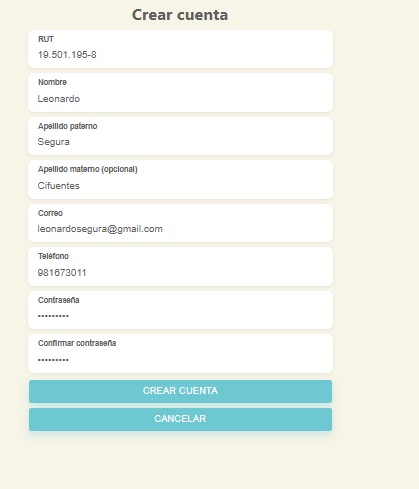 Crear cuenta
RUT
19.501.195-8
Nombre
Leonardo
Apellido paterno
Segura
Apellido materno (opcional)
Cifuentes
Correo
leonardosegura@gmail.com
Teléfono
981673011
Contraseña
•••••••••
Confirmar contraseña
•••••••••
CREAR CUENTA
CANCELAR